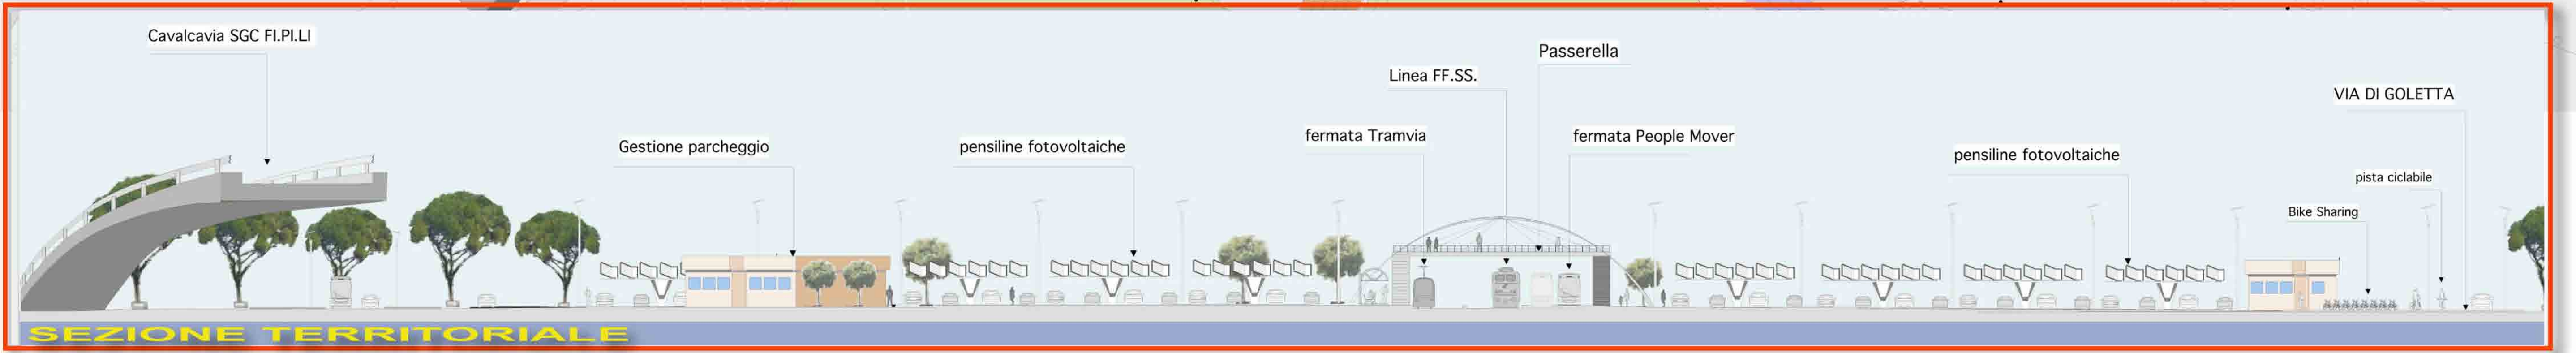 Cavalcavia SGC FI.PI.LI
Gestione parcheggio
pensiline fotovoltaiche
fermata Tramvia
Linea FF.SS.
Passerella
fermata People Mover
pensiline fotovoltaiche
Bike Sharing
pista ciclabile
VIA DI GOLETTA
SEZIONE TERRITORIALE